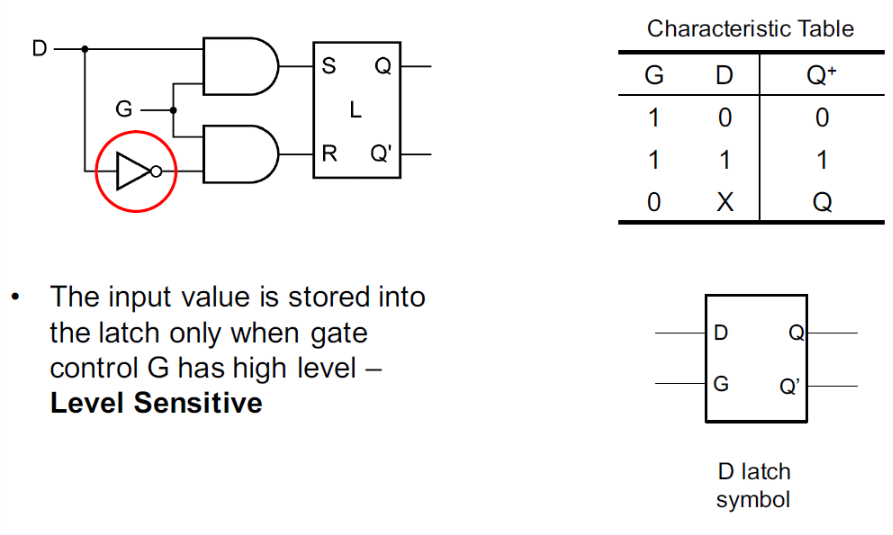 D
G
S Q
L
R Q'
Characteristic Table
G D Q+
1 0 0
1 1 1
0 X Q
• The input value is stored into
the latch only when gate
control G has high level –
Level Sensitive
D Q
G Q’
D latch
symbol